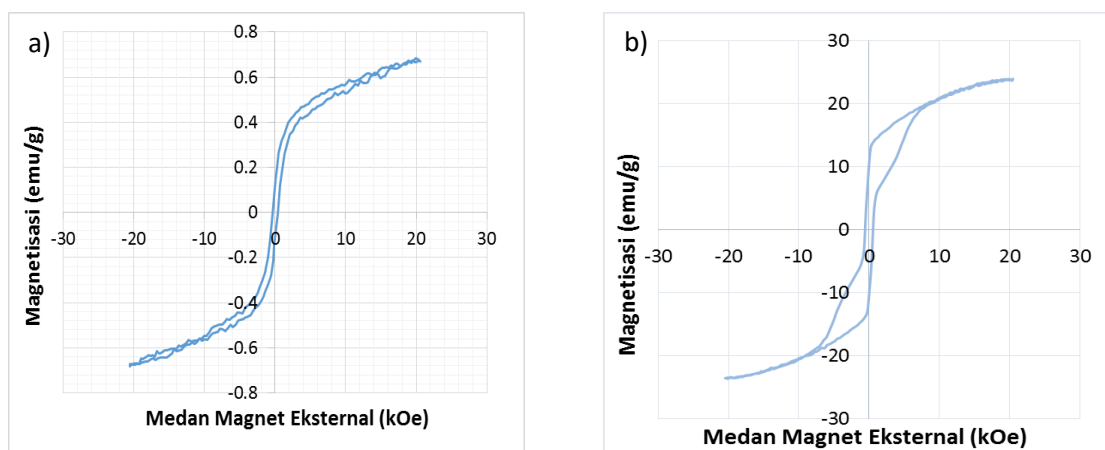 a)
0.8
0.6
0.4
0.2
0
-0.2
-0.4
-0.6
-0.8
-30 -20 -10 0 10 20 30
Magnetisasi (emu/g)
Medan Magnet Eksternal (kOe)
b)
30
20
10
0
-10
-20
-30
-30 -20 -10 0 10 20 30
Magnetisasi (emu/g)
Medan Magnet Eksternal (kOe)